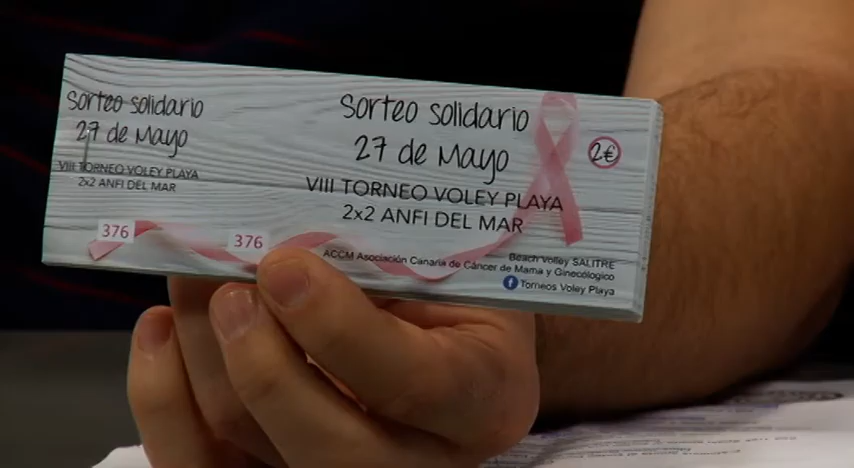 Sorteo solidario
27 de Mayo
VIII TORNEO VOLEY PLAYA
2x2 ANFI DEL MAR
376
Sorteo solidario
27 de Mayo
2€
VIII TORNEO VOLEY PLAYA
2x2 ANFI DEL MAR
376
Beach Volley SALITRE
ACCM Asociación Canaria de Cáncer de Mama y Ginecológico
f Torneos Voley Playa